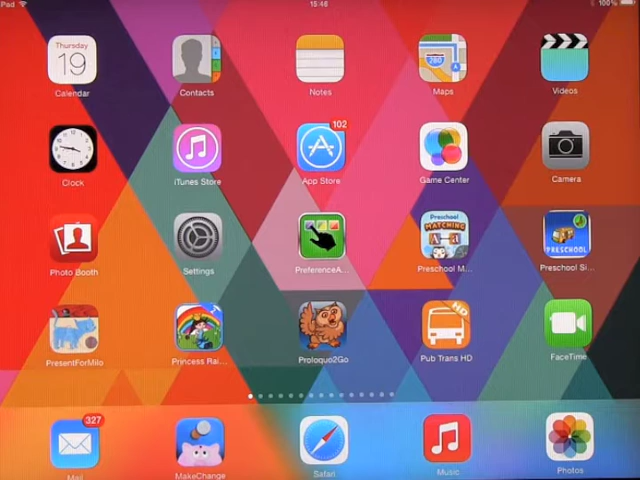 iPad 15:46 100%
Thursday
19
Calendar Contacts Notes Maps Videos
280
102
Clock iTunes Store App Store Game Center Camera
Preschool
MATCHING
PRESCHOOL
Photo Booth Settings PreferenceA... Preschool M... Preschool Si...
HD
PresentForMilo Princess Rai... Proloquo2Go Pub Trans HD FaceTime
327
Mail MakeChange Safari Music Photos